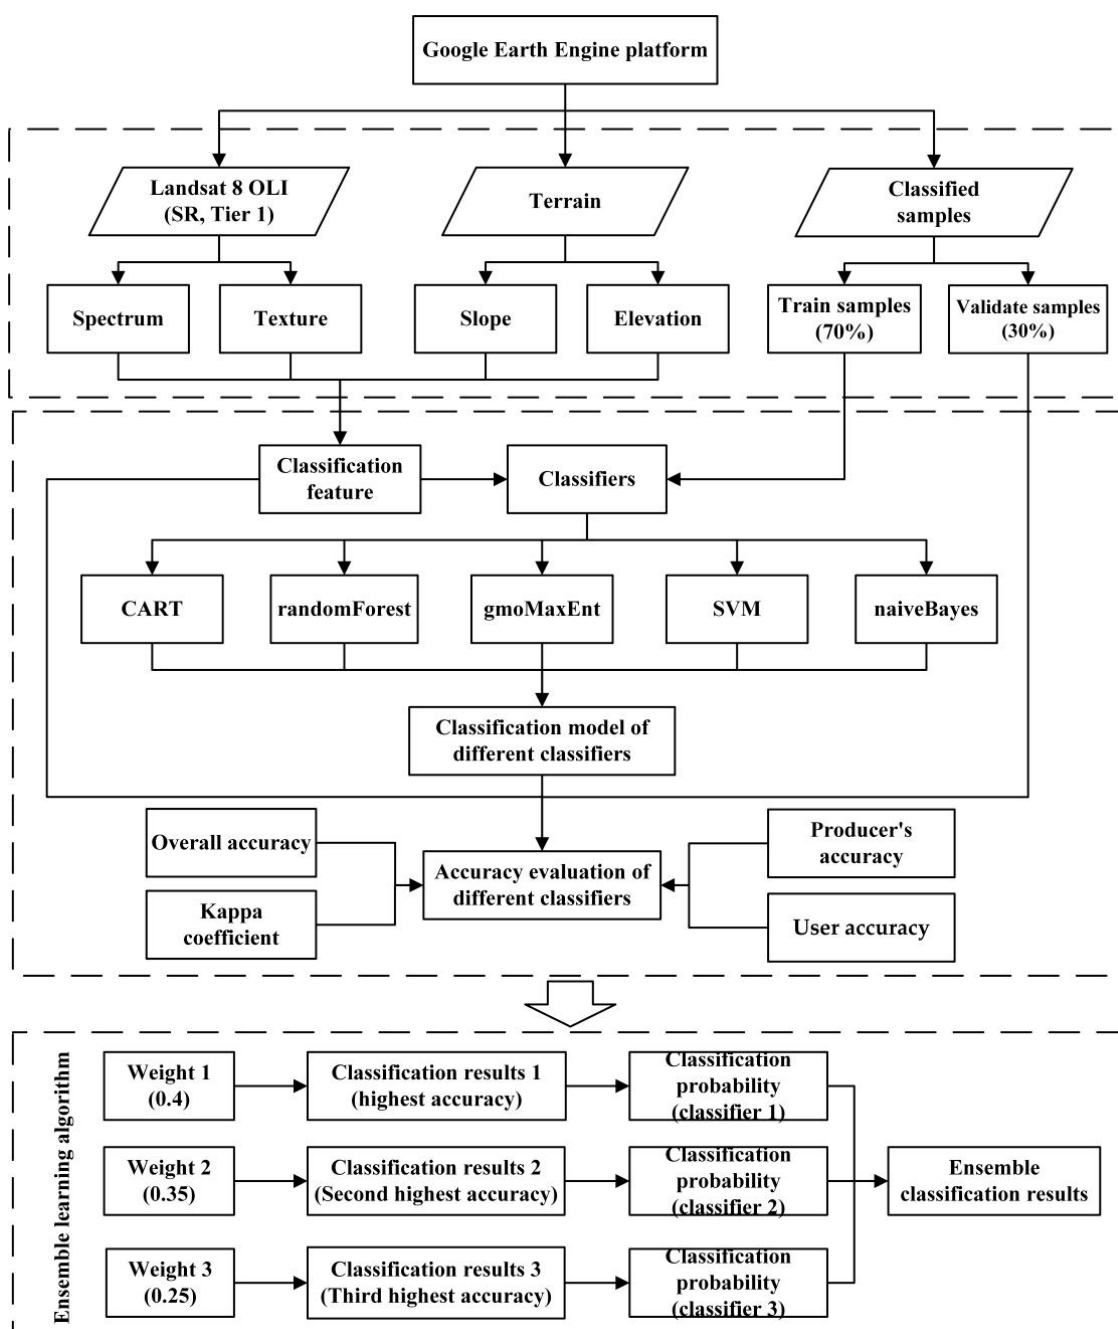 Google Earth Engine platform
Landsat 8 OLI
(SR, Tier 1)
Terrain
Classified
samples
Spectrum
Texture
Slope
Elevation
Train samples
(70%)
Validate samples
(30%)
Classification
feature
Classifiers
CART
randomForest
gmoMaxEnt
SVM
naiveBayes
Classification model of
different classifiers
Overall accuracy
Kappa
coefficient
Accuracy evaluation of
different classifiers
Producer's
accuracy
User accuracy
Ensemble learning algorithm
Weight 1
(0.4)
Classification results 1
(highest accuracy)
Classification
probability
(classifier 1)
Weight 2
(0.35)
Classification results 2
(Second highest accuracy)
Classification
probability
(classifier 2)
Ensemble
classification results
Weight 3
(0.25)
Classification results 3
(Third highest accuracy)
Classification
probability
(classifier 3)